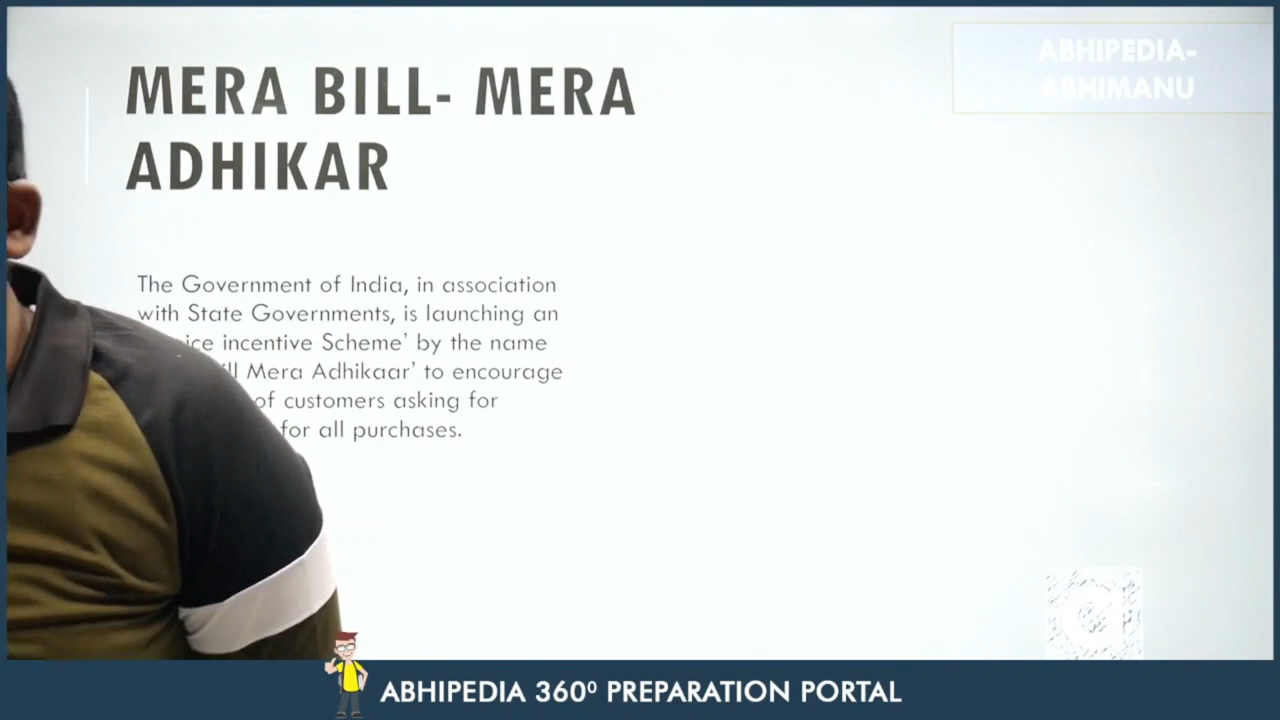 MERA BILL- MERA
ADHIKAR
ABHIPEDIA-
ABHIMANU
The Government of India, in association
with State Governments, is launching an
incentive Scheme’ by the name
Mera Adhikaar’ to encourage
of customers asking for
for all purchases.
ABHIPEDIA 360⁰ PREPARATION PORTAL